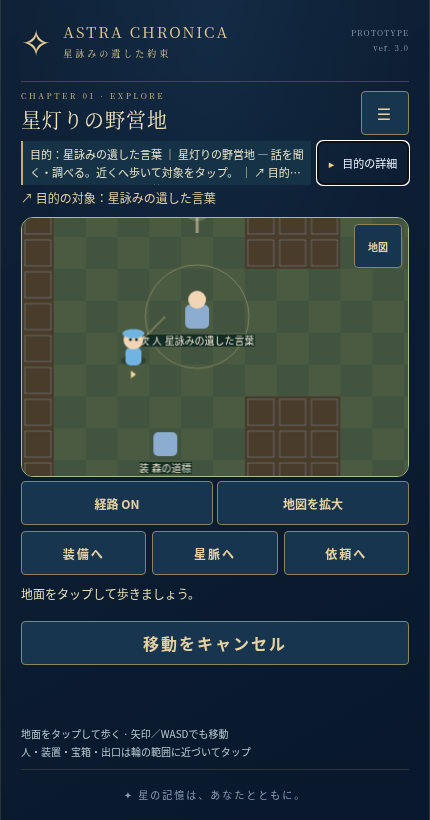 ASTRA CHRONICA
星詠みの遺した約束
PROTOTYPE
ver. 3.0
CHAPTER 01 · EXPLORE
星灯りの野営地
☰
目的：星詠みの遺した言葉 ｜ 星灯りの野営地 — 話を聞
く・調べる。近くへ歩いて対象をタップ。 ｜ ↗ 目的…
▸ 目的の詳細
↗ 目的の対象：星詠みの遺した言葉
地図
人 星詠みの遺した言葉
装 森の道標
経路 ON
地図を拡大
装備へ
星脈へ
依頼へ
地面をタップして歩きましょう。
移動をキャンセル
地面をタップして歩く · 矢印／WASDでも移動
人・装置・宝箱・出口は輪の範囲に近づいてタップ
✦ 星の記憶は、あなたとともに。